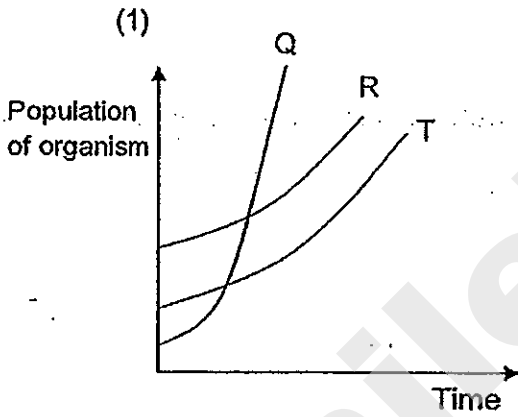 (1)
Q
R
T
Population
of organism
Time